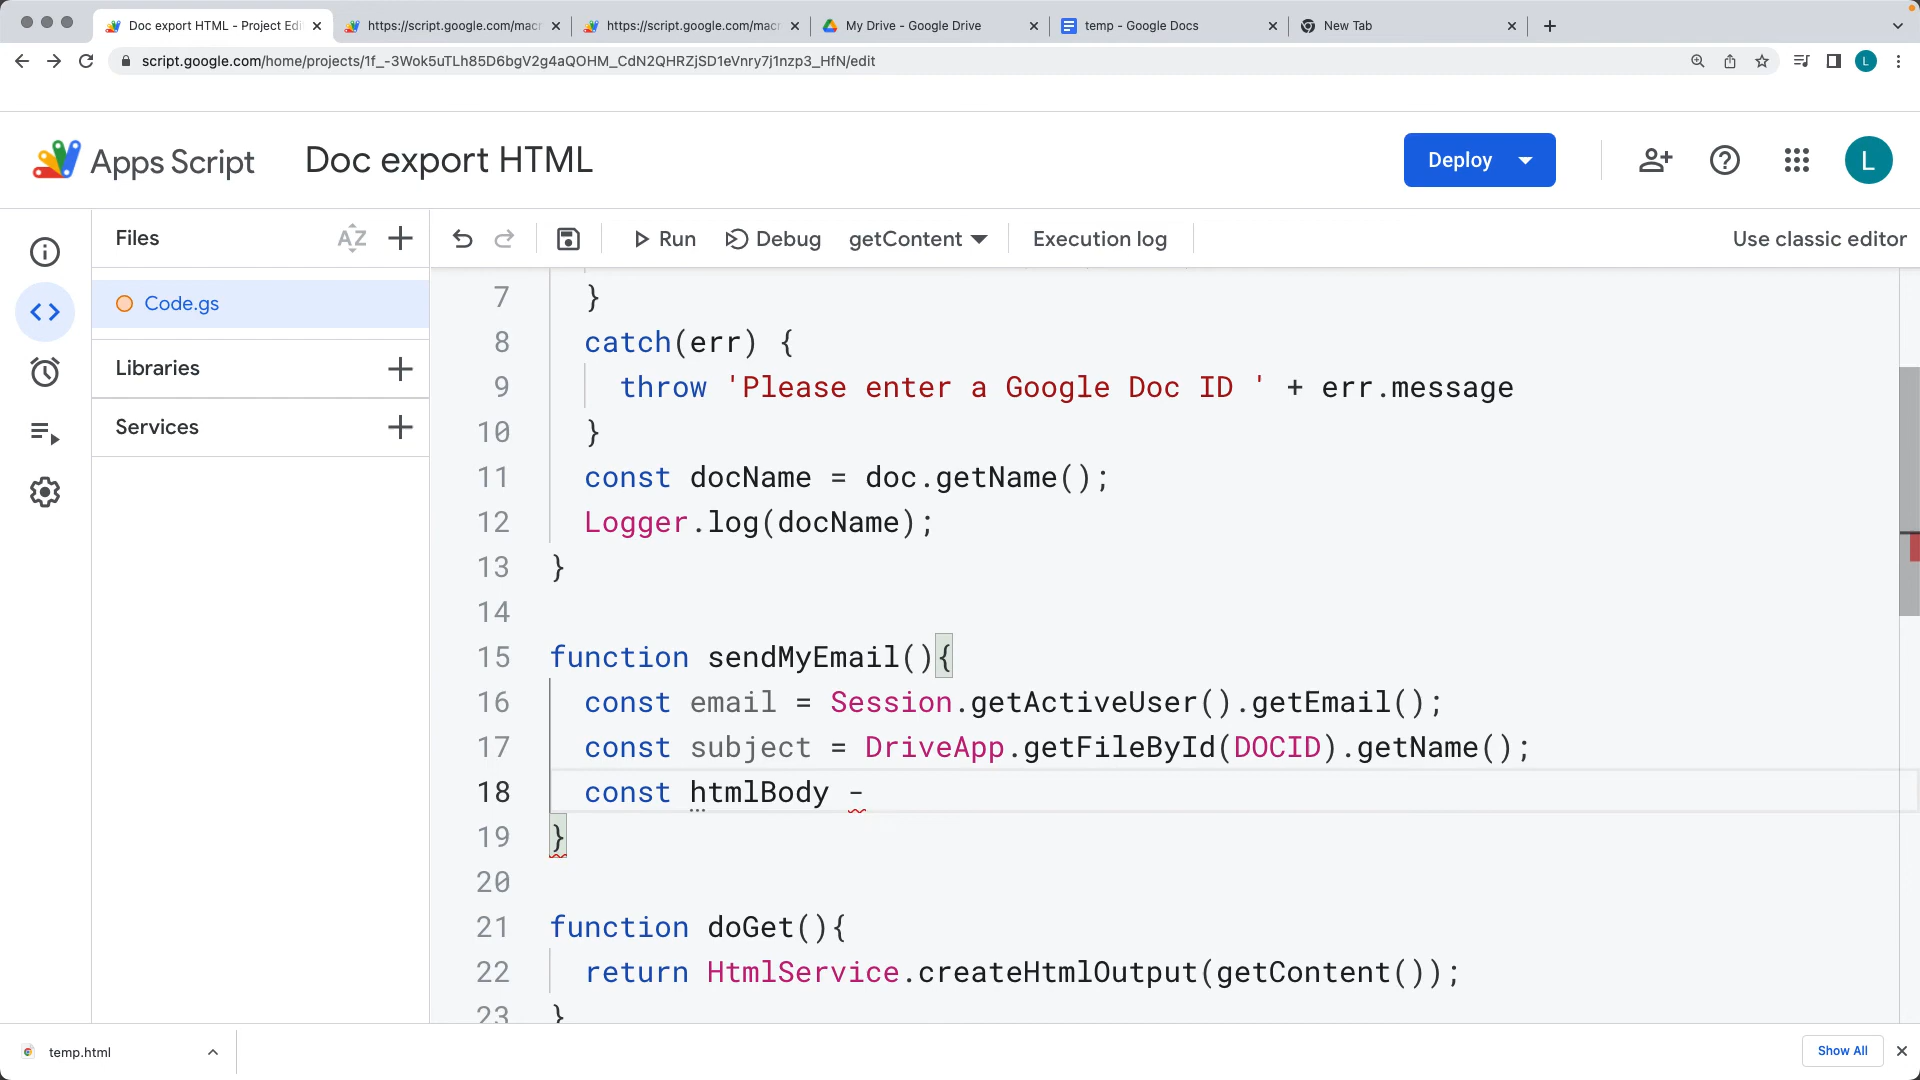 Doc export HTML - Project Edi
https://script.google.com/macr
https://script.google.com/macr
My Drive - Google Drive
temp - Google Docs
New Tab
script.google.com/home/projects/1f_-3Wok5uTLh85D6bgV2g4aQOHM_CdN2QHRZjSD1eVnry7j1nzp3_HfN/edit
L
Apps Script
Doc export HTML
Deploy
L
Files
AZ
Run
Debug
getContent
Execution log
Use classic editor
Code.gs
Libraries
Services
7 }
8 catch(err) {
9 throw 'Please enter a Google Doc ID ' + err.message
10 }
11 const docName = doc.getName();
12 Logger.log(docName);
13 }
14
15 function sendMyEmail(){
16 const email = Session.getActiveUser().getEmail();
17 const subject = DriveApp.getFileById(DOCID).getName();
18 const htmlBody -
19 }
20
21 function doGet(){
22 return HtmlService.createHtmlOutput(getContent());
23 }
temp.html
Show All